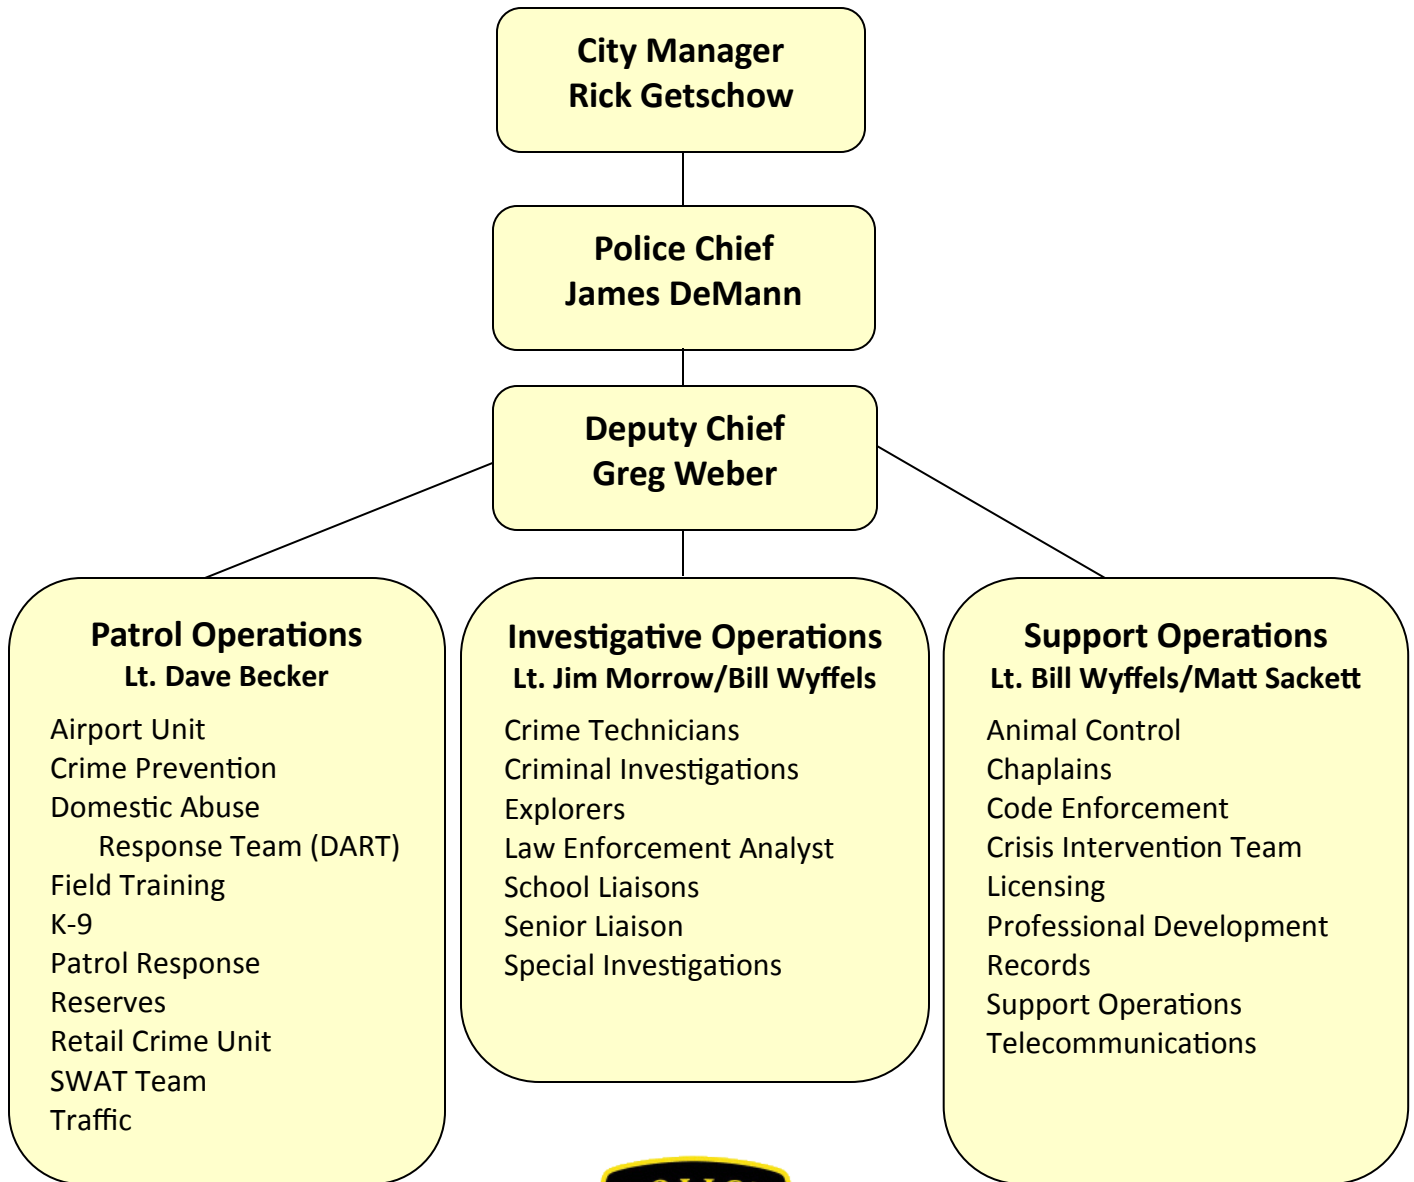 City Manager
Rick Getschow
Police Chief
James DeMann
Deputy Chief
Greg Weber
Patrol Operations
Lt. Dave Becker
Airport Unit
Crime Prevention
Domestic Abuse
Response Team (DART)
Field Training
K-9
Patrol Response
Reserves
Retail Crime Unit
SWAT Team
Traffic
Investigative Operations
Lt. Jim Morrow/Bill Wyffels
Crime Technicians
Criminal Investigations
Explorers
Law Enforcement Analyst
School Liaisons
Senior Liaison
Special Investigations
Support Operations
Lt. Bill Wyffels/Matt Sackett
Animal Control
Chaplains
Code Enforcement
Crisis Intervention Team
Licensing
Professional Development
Records
Support Operations
Telecommunications